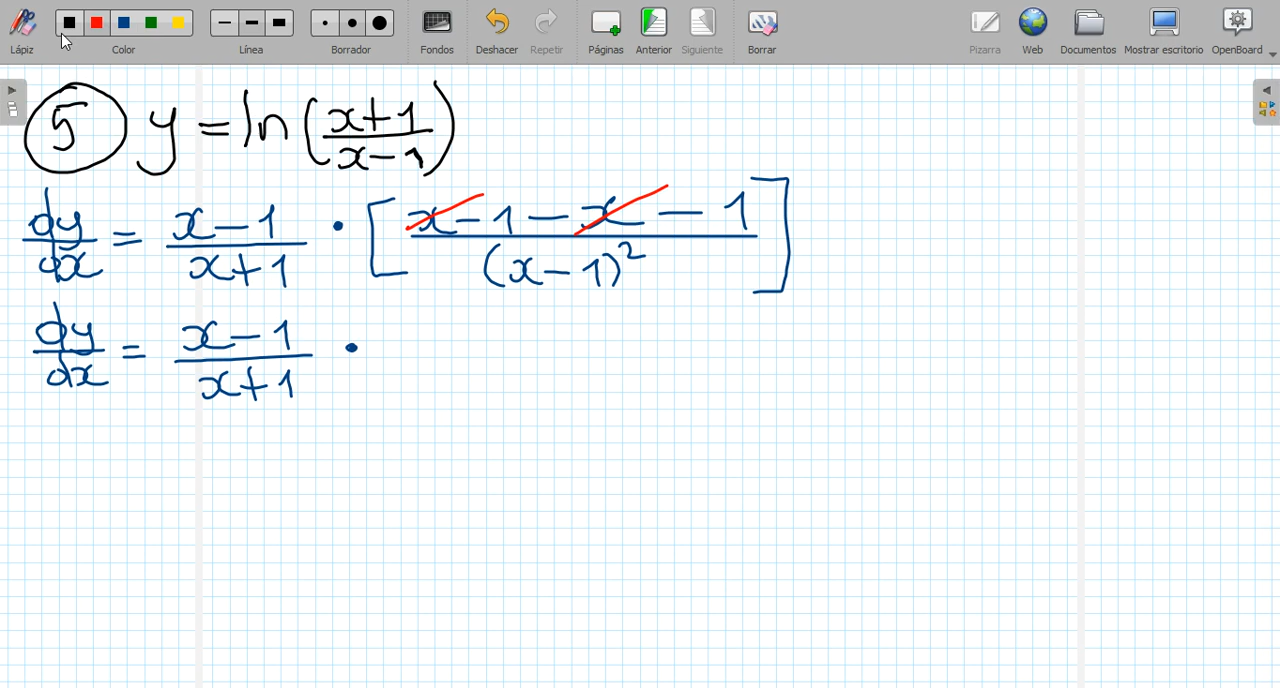 Lápiz Color Línea Borrador Fondos Deshacer Repetir Páginas Anterior Siguiente Borrar Pizarra Web Documentos Mostrar escritorio OpenBoard
5 y = ln((x+1)/(x-1))
dy/dx = (x-1)/(x+1) · [(x-1-x-1)/(x-1)²]
dy/dx = (x-1)/(x+1) ·